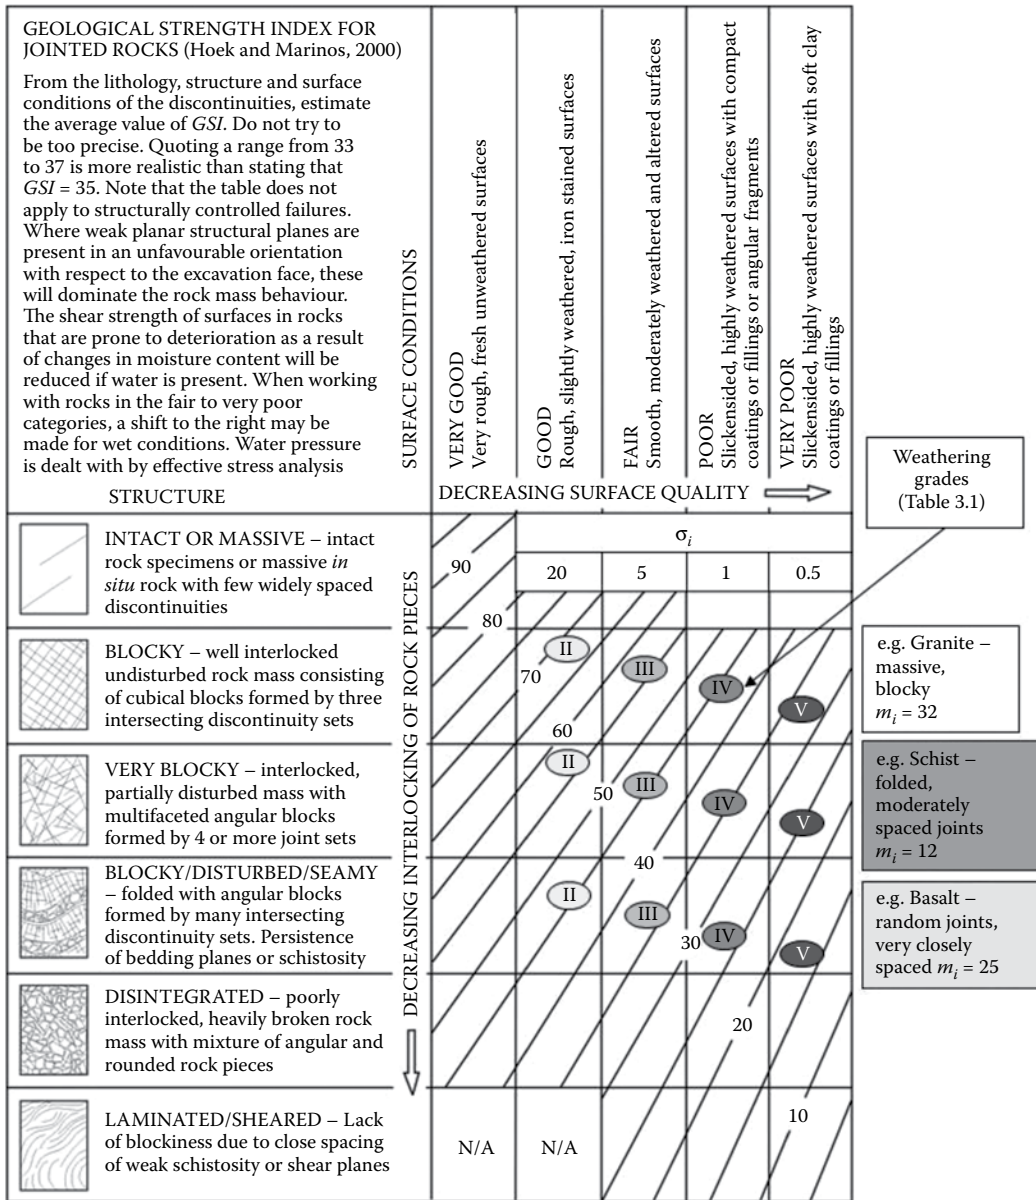 GEOLOGICAL STRENGTH INDEX FOR
JOINTED ROCKS (Hoek and Marinos, 2000)
From the lithology, structure and surface
conditions of the discontinuities, estimate
the average value of GSI. Do not try to
be too precise. Quoting a range from 33
to 37 is more realistic than stating that
GSI = 35. Note that the table does not
apply to structurally controlled failures.
Where weak planar structural planes are
present in an unfavourable orientation
with respect to the excavation face, these
will dominate the rock mass behaviour.
The shear strength of surfaces in rocks
that are prone to deterioration as a result
of changes in moisture content will be
reduced if water is present. When working
with rocks in the fair to very poor
categories, a shift to the right may be
made for wet conditions. Water pressure
is dealt with by effective stress analysis
STRUCTURE
SURFACE CONDITIONS
VERY GOOD
Very rough, fresh unweathered surfaces
GOOD
Rough, slightly weathered, iron stained surfaces
FAIR
Smooth, moderately weathered and altered surfaces
POOR
Slickensided, highly weathered surfaces with compact
coatings or fillings or angular fragments
VERY POOR
Slickensided, highly weathered surfaces with soft clay
coatings or fillings
DECREASING SURFACE QUALITY
Weathering
grades
(Table 3.1)
DECREASING INTERLOCKING OF ROCK PIECES
INTACT OR MASSIVE – intact
rock specimens or massive in
situ rock with few widely spaced
discontinuities
σi
20 5 1 0.5
90
80
BLOCKY – well interlocked
undisturbed rock mass consisting
of cubical blocks formed by three
intersecting discontinuity sets
II
III
IV
V
70
60
e.g. Granite –
massive,
blocky
mi = 32
VERY BLOCKY – interlocked,
partially disturbed mass with
multifaceted angular blocks
formed by 4 or more joint sets
II
III
IV
V
50
40
e.g. Schist –
folded,
moderately
spaced joints
mi = 12
BLOCKY/DISTURBED/SEAMY
– folded with angular blocks
formed by many intersecting
discontinuity sets. Persistence
of bedding planes or schistosity
II
III
IV
V
30
e.g. Basalt –
random joints,
very closely
spaced mi = 25
DISINTEGRATED – poorly
interlocked, heavily broken rock
mass with mixture of angular and
rounded rock pieces
20
LAMINATED/SHEARED – Lack
of blockiness due to close spacing
of weak schistosity or shear planes
N/A
N/A
10